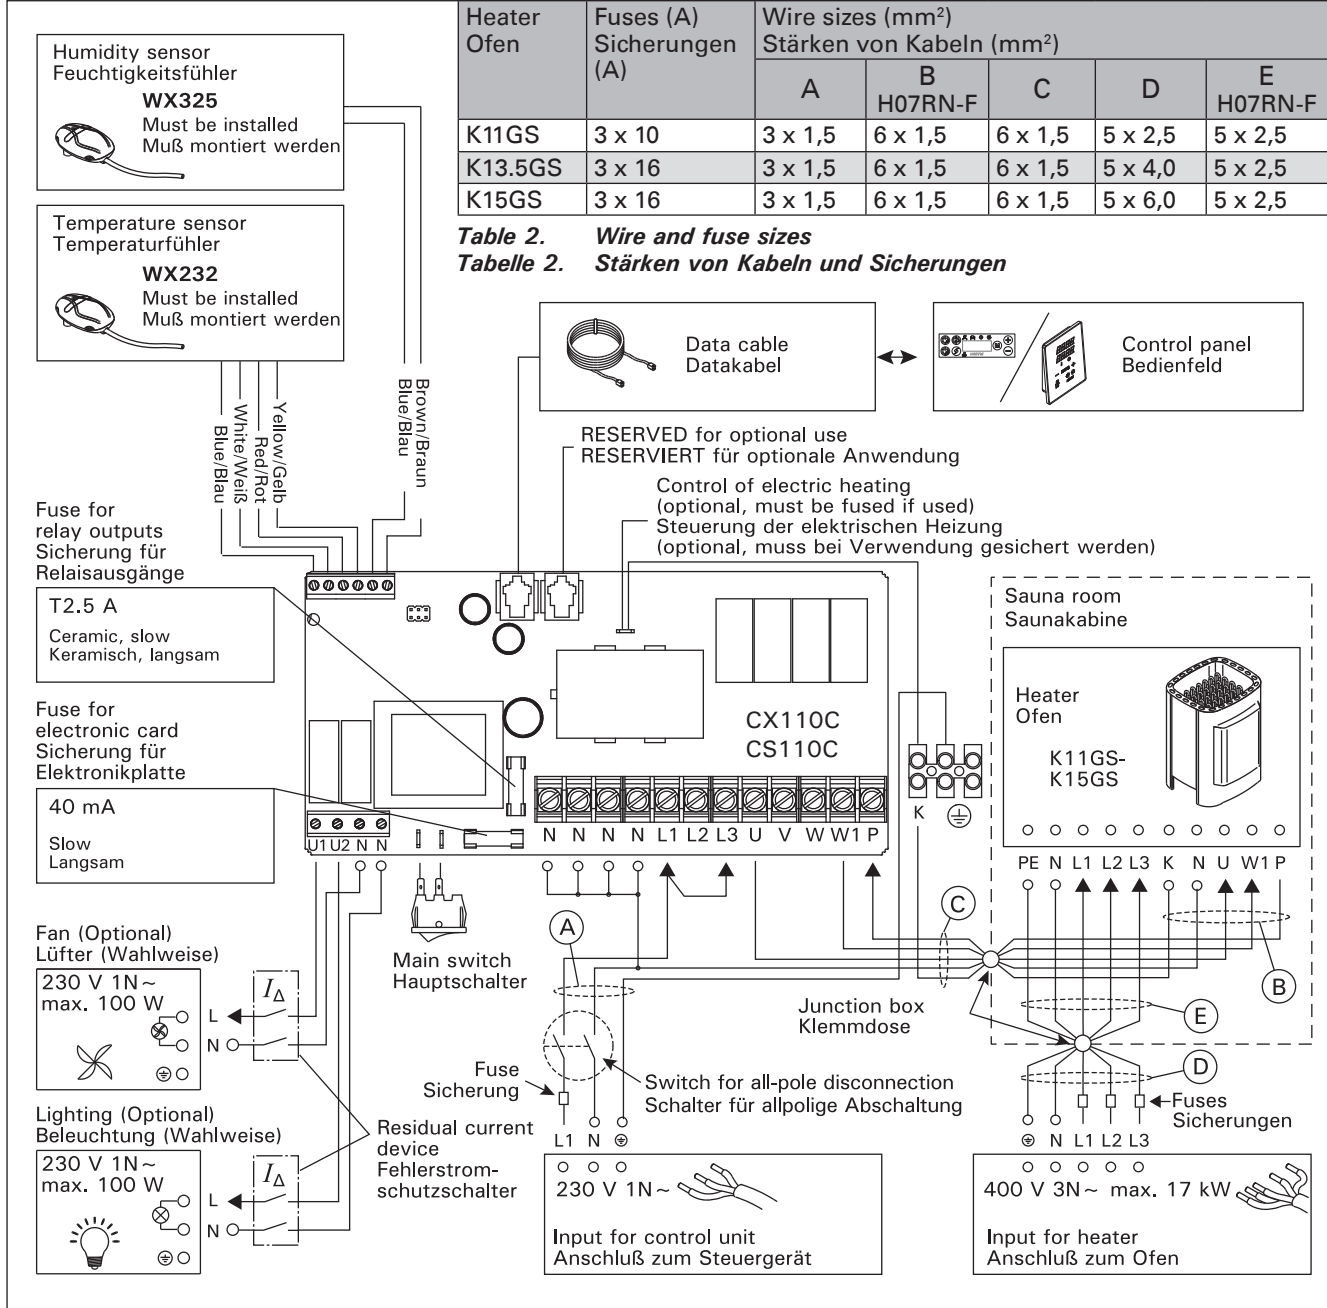 Heater
Ofen
Fuses (A)
Sicherungen
(A)
Wire sizes (mm²)
Stärken von Kabeln (mm²)
A
B
H07RN-F
C
D
E
H07RN-F
K11GS 3 x 10 3 x 1,5 6 x 1,5 6 x 1,5 5 x 2,5 5 x 2,5
K13.5GS 3 x 16 3 x 1,5 6 x 1,5 6 x 1,5 5 x 4,0 5 x 2,5
K15GS 3 x 16 3 x 1,5 6 x 1,5 6 x 1,5 5 x 6,0 5 x 2,5
Table 2. Wire and fuse sizes
Tabelle 2. Stärken von Kabeln und Sicherungen
Humidity sensor
Feuchtigkeitsfühler
WX325
Must be installed
Muß montiert werden
Temperature sensor
Temperaturfühler
WX232
Must be installed
Muß montiert werden
Data cable
Datakabel
Control panel
Bedienfeld
Brown/Braun
Blue/Blau
Yellow/Gelb
Red/Rot
White/Weiß
Blue/Blau
RESERVED for optional use
RESERVIERT für optionale Anwendung
Control of electric heating
(optional, must be fused if used)
Steuerung der elektrischen Heizung
(optional, muss bei Verwendung gesichert werden)
Fuse for
relay outputs
Sicherung für
Relaisausgänge
T2.5 A
Ceramic, slow
Keramisch, langsam
Fuse for
electronic card
Sicherung für
Elektronikplatte
40 mA
Slow
Langsam
CX110C
CS110C
U1 U2 N N
N N N N L1 L2 L3 U V W W1 P
K
Sauna room
Saunakabine
Heater
Ofen
K11GS-
K15GS
PE N L1 L2 L3 K N U W1 P
A
C
B
E
D
Main switch
Hauptschalter
Junction box
Klemmdose
Fan (Optional)
Lüfter (Wahlweise)
230 V 1N~
max. 100 W
L
N
I∆
Lighting (Optional)
Beleuchtung (Wahlweise)
230 V 1N~
max. 100 W
L
N
I∆
Residual current
device
Fehlerstrom-
schutzschalter
Fuse
Sicherung
Switch for all-pole disconnection
Schalter für allpolige Abschaltung
Fuses
Sicherungen
L1 N
230 V 1N~
Input for control unit
Anschluß zum Steuergerät
N L1 L2 L3
400 V 3N~ max. 17 kW
Input for heater
Anschluß zum Ofen